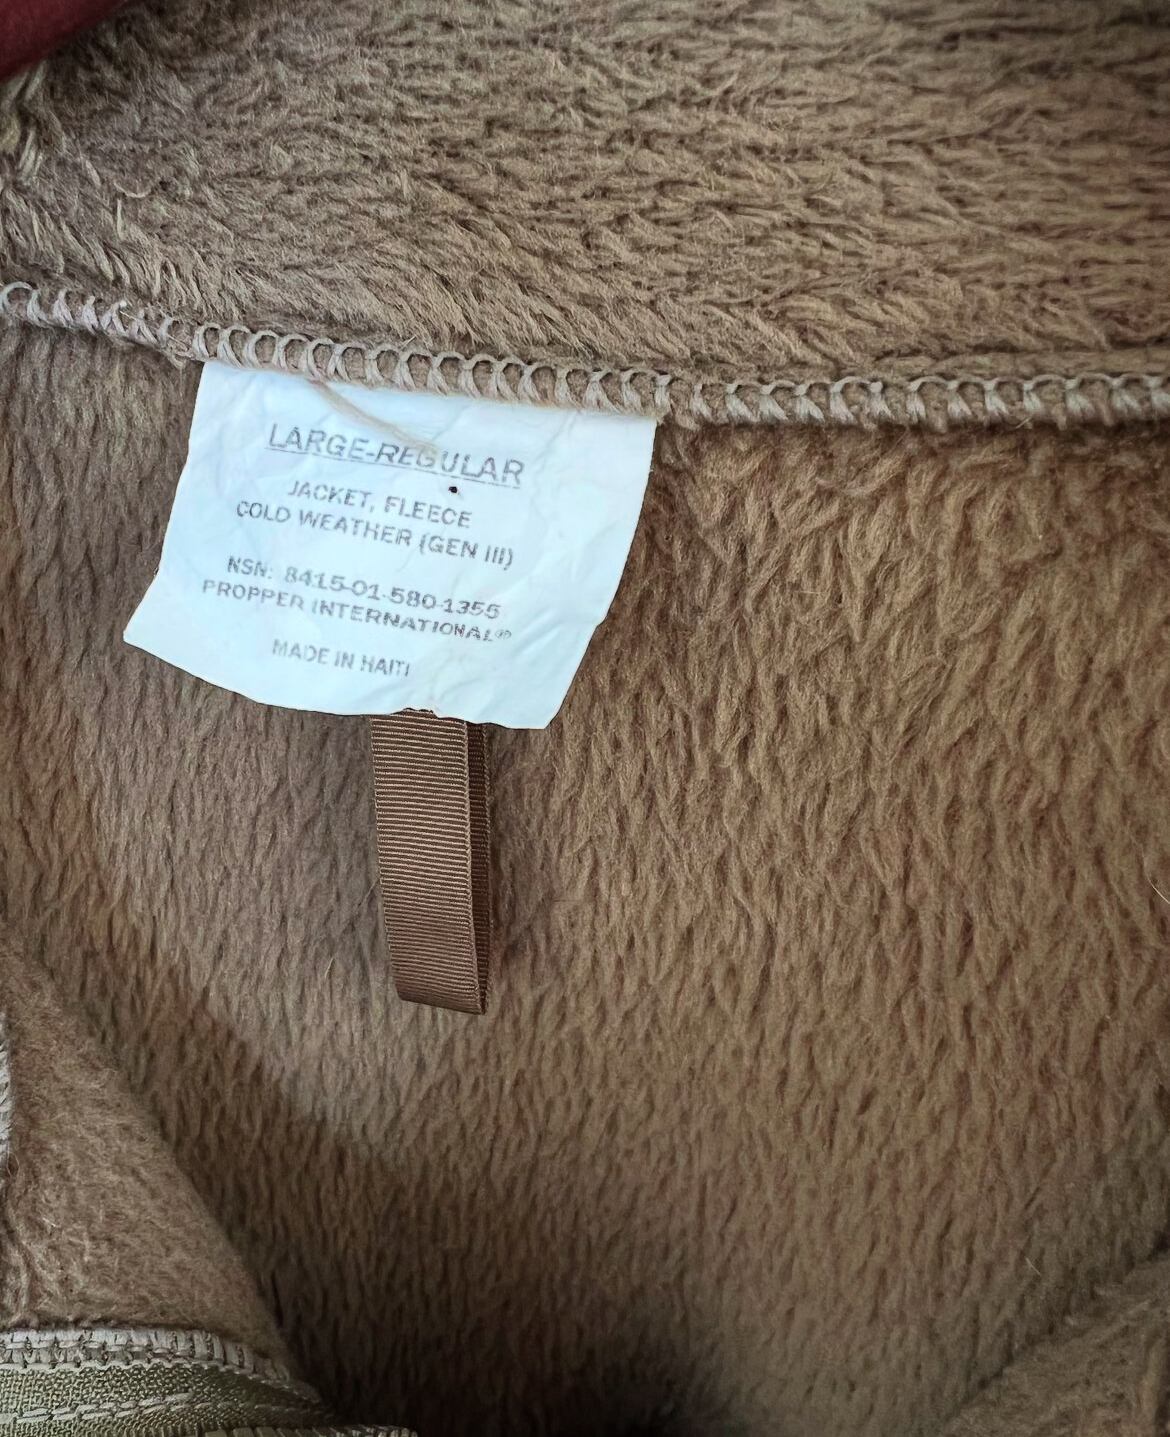 LARGE-REGULAR
JACKET, FLEECE
COLD WEATHER (GEN III)
NSN: 8415-01-580-1355
PROPPER INTERNATIONAL®
MADE IN HAITI